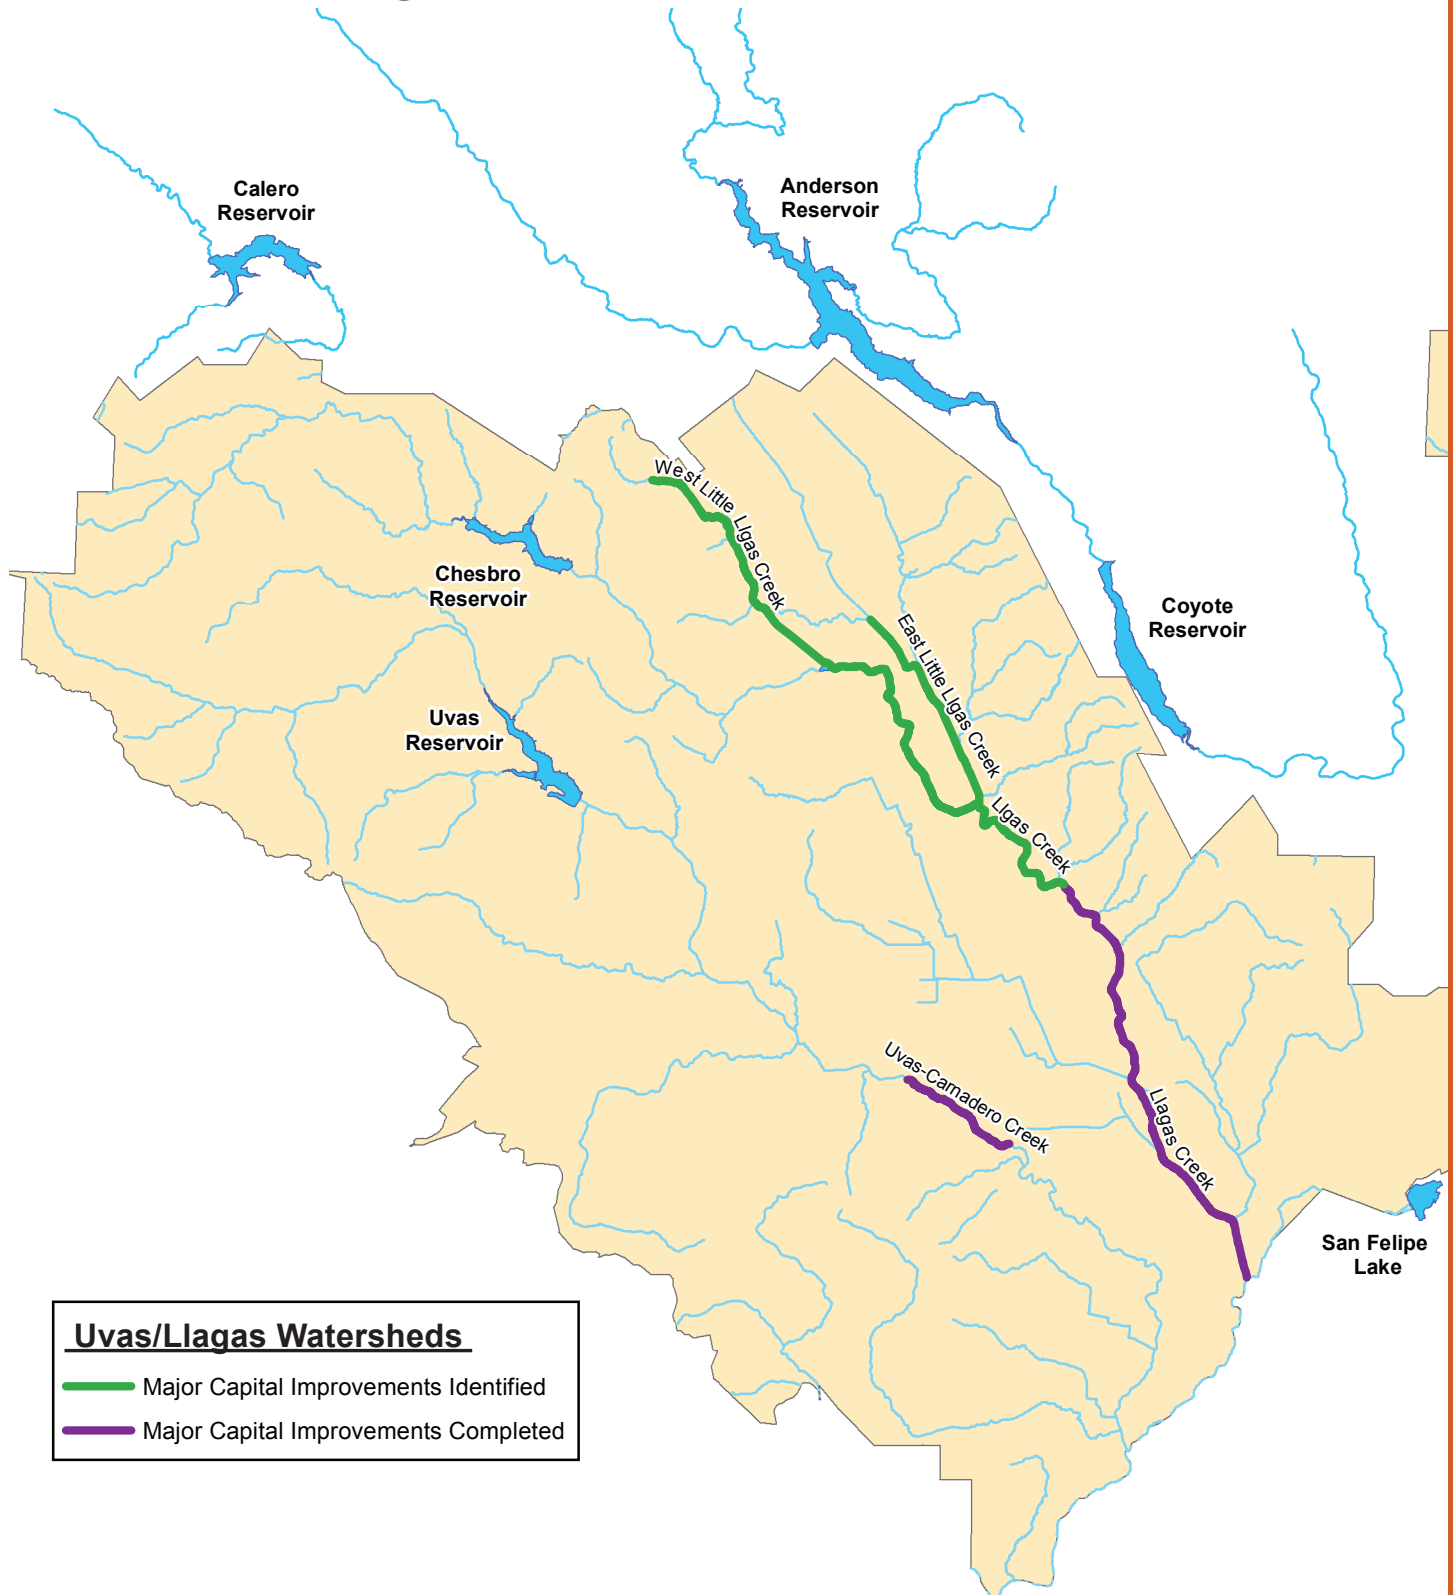 Calero
Reservoir
Anderson
Reservoir
West Little Llgas Creek
Chesbro
Reservoir
Coyote
Reservoir
East Little Llgas Creek
Uvas
Reservoir
Llgas Creek
Uvas-Carnadero Creek
Llagas Creek
San Felipe
Lake
Uvas/Llagas Watersheds
Major Capital Improvements Identified
Major Capital Improvements Completed